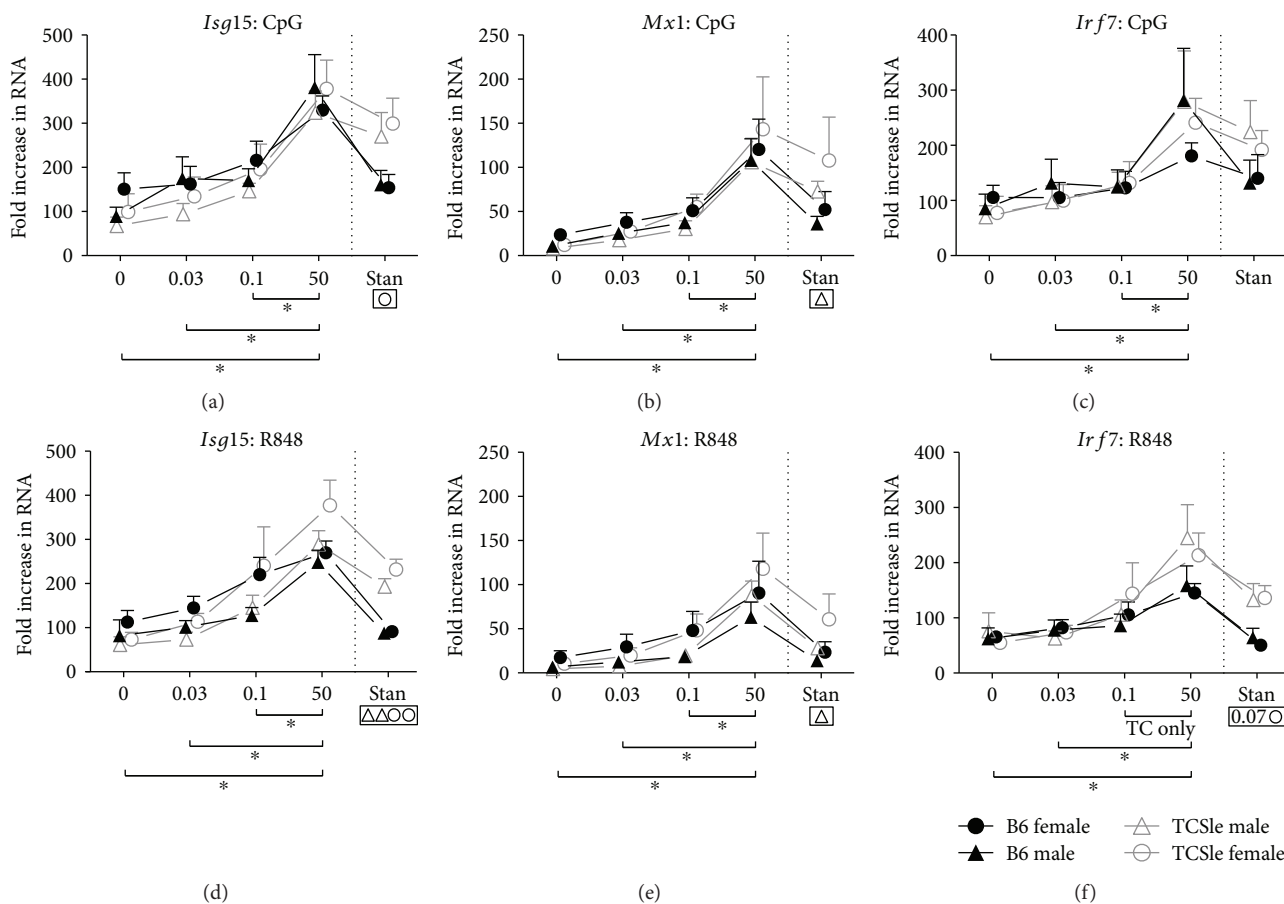 Isg15: CpG
Fold increase in RNA
500
400
300
200
100
0
0 0.03 0.1 50 Stan
*
*
*
(a)
Mx1: CpG
Fold increase in RNA
250
200
150
100
50
0
0 0.03 0.1 50 Stan
*
*
*
(b)
Irf7: CpG
Fold increase in RNA
400
300
200
100
0
0 0.03 0.1 50 Stan
*
*
*
(c)
Isg15: R848
Fold increase in RNA
500
400
300
200
100
0
0 0.03 0.1 50 Stan
*
*
*
(d)
Mx1: R848
Fold increase in RNA
250
200
150
100
50
0
0 0.03 0.1 50 Stan
*
*
*
(e)
Irf7: R848
Fold increase in RNA
400
300
200
100
0
0 0.03 0.1 50 Stan
0.07
TC only
*
*
B6 female
B6 male
TCSle male
TCSle female
(f)